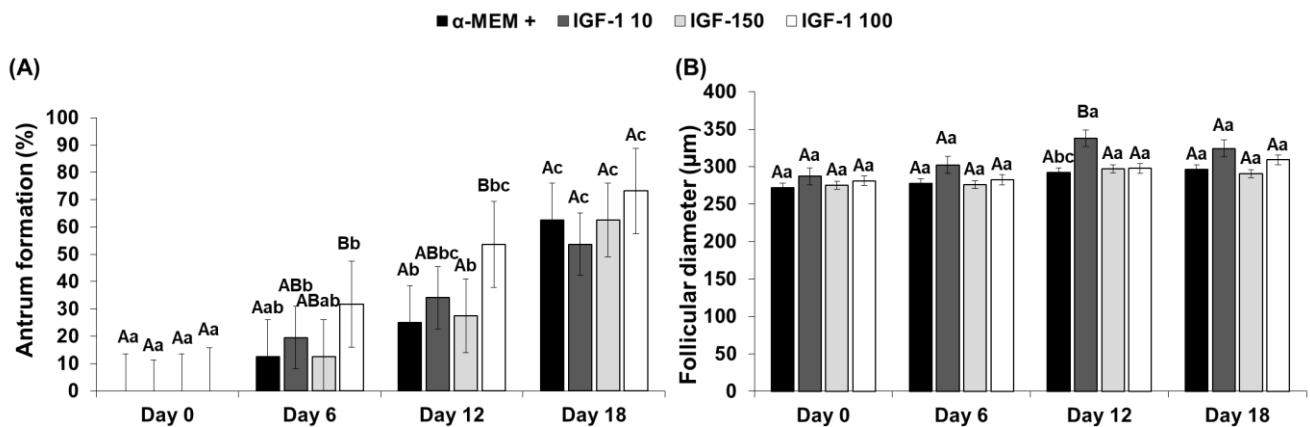 α-MEM + IGF-1 10 IGF-150 IGF-1 100
(A)
Antrum formation (%)
100
90
80
70
60
50
40
30
20
10
0
Aa Aa Aa Aa
Aab ABb ABab Bb
Ab ABbc Ab Bbc
Ac Ac Ac Ac
Day 0 Day 6 Day 12 Day 18
(B)
Follicular diameter (µm)
400
350
300
250
200
150
100
50
0
Aa Aa Aa Aa
Aa Aa Aa Aa
Abc Ba Aa Aa
Aa Aa Aa Aa
Day 0 Day 6 Day 12 Day 18